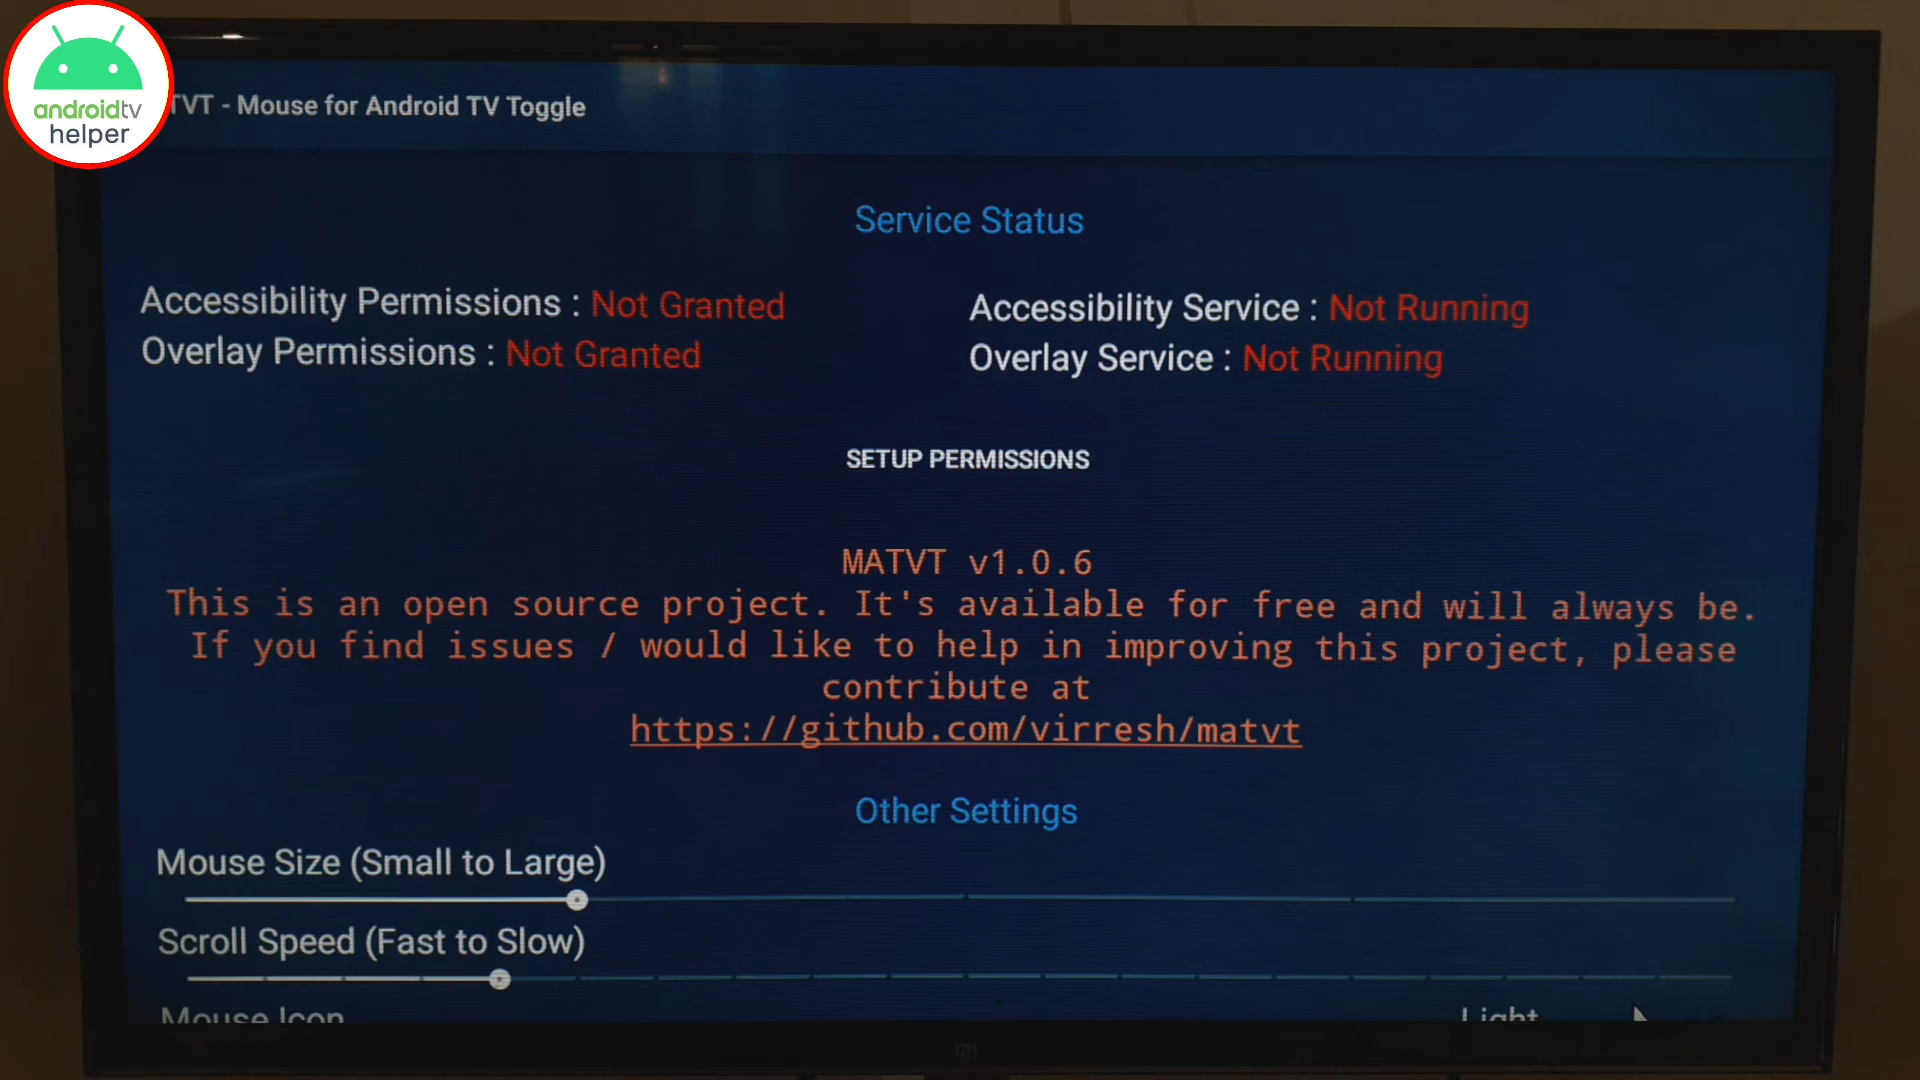 androidtv
helper
TVT - Mouse for Android TV Toggle
Service Status
Accessibility Permissions : Not Granted
Accessibility Service : Not Running
Overlay Permissions : Not Granted
Overlay Service : Not Running
SETUP PERMISSIONS
MATVT v1.0.6
This is an open source project. It's available for free and will always be.
If you find issues / would like to help in improving this project, please
contribute at
https://github.com/virresh/matvt
Other Settings
Mouse Size (Small to Large)
Scroll Speed (Fast to Slow)
Mouse Icon
Light
mi